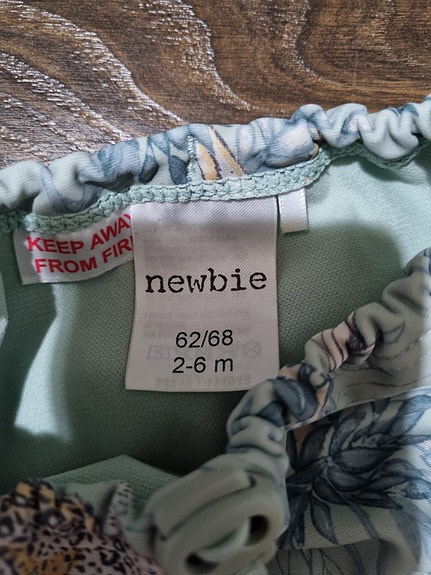 KEEP AWAY
FROM FIR
newbie
62/68
2-6 m